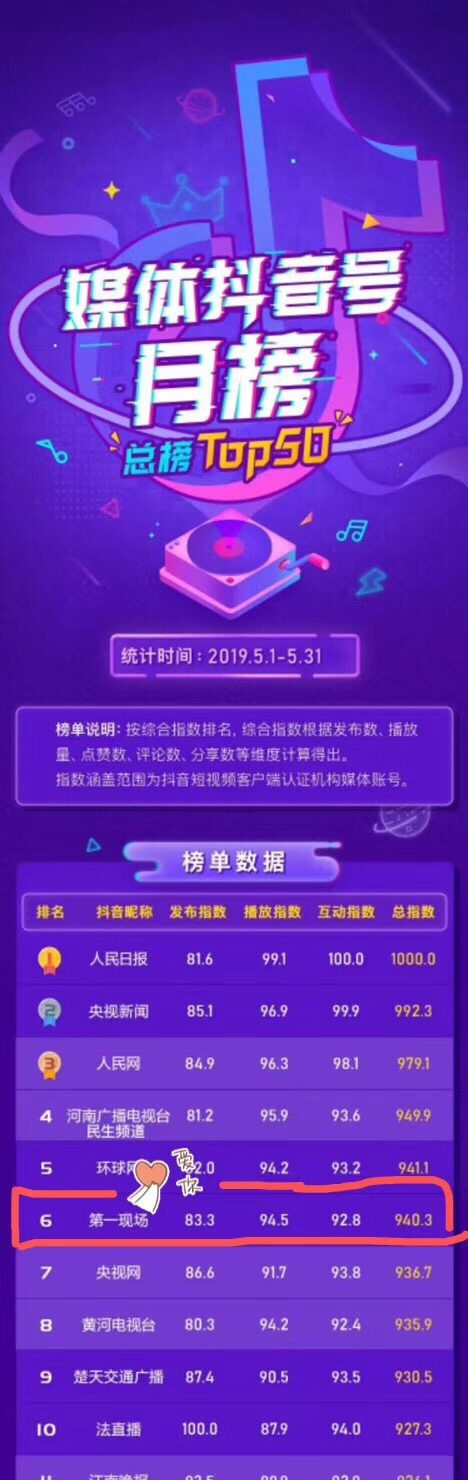 媒体抖音号
月榜
总榜Top50
统计时间：2019.5.1-5.31
榜单说明：按综合指数排名，综合指数根据发布数、播放
量、点赞数、评论数、分享数等维度计算得出。
指数涵盖范围为抖音短视频客户端认证机构媒体账号。
榜单数据
排名 抖音昵称 发布指数 播放指数 互动指数 总指数
1 人民日报 81.6 99.1 100.0 1000.0
2 央视新闻 85.1 96.9 99.9 992.3
3 人民网 84.9 96.3 98.1 979.1
4 河南广播电视台 81.2 95.9 93.6 949.9
民生频道
5 环球 2.0 94.2 93.2 941.1
爱你
6 第一现场 83.3 94.5 92.8 940.3
7 央视网 86.6 91.7 93.8 936.7
8 黄河电视台 80.3 94.2 92.4 935.9
9 楚天交通广播 87.4 90.5 93.5 930.5
10 法直播 100.0 87.9 94.0 927.3